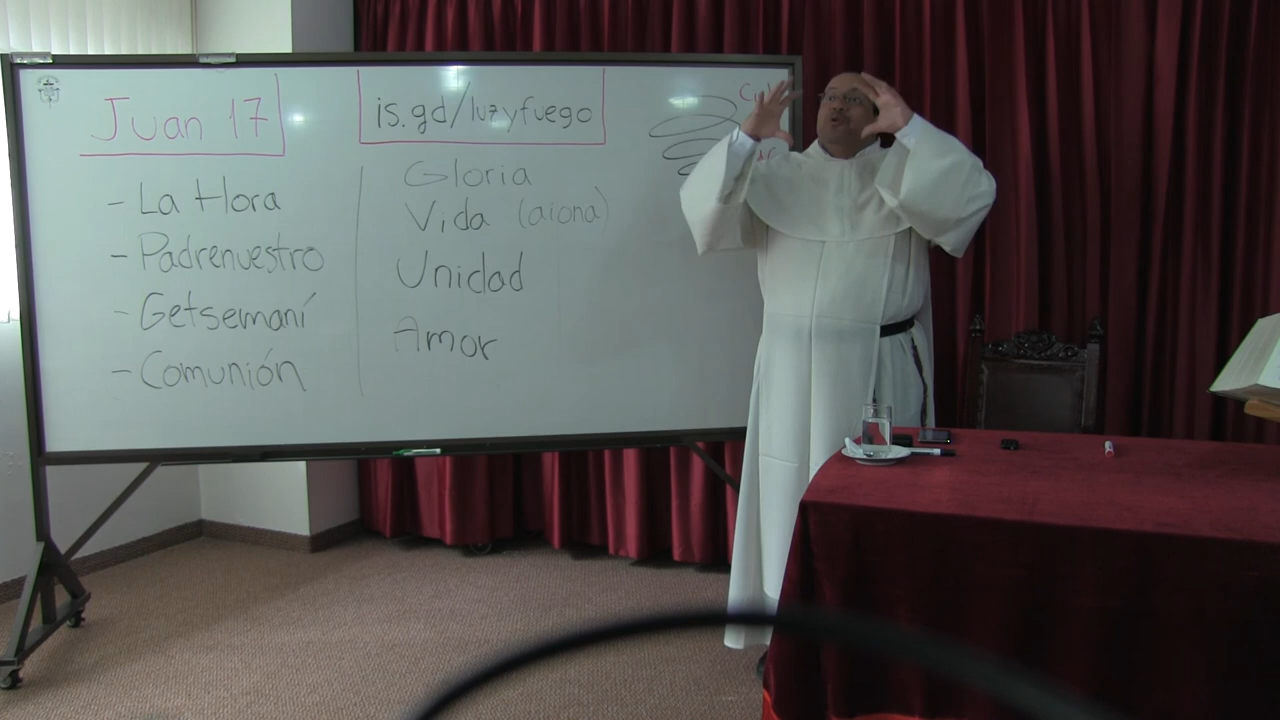 Juan 17
- La Hora
- Padrenuestro
- Getsemaní
- Comunión
is.gd/luzyfuego
Gloria
Vida (aiona)
Unidad
Amor